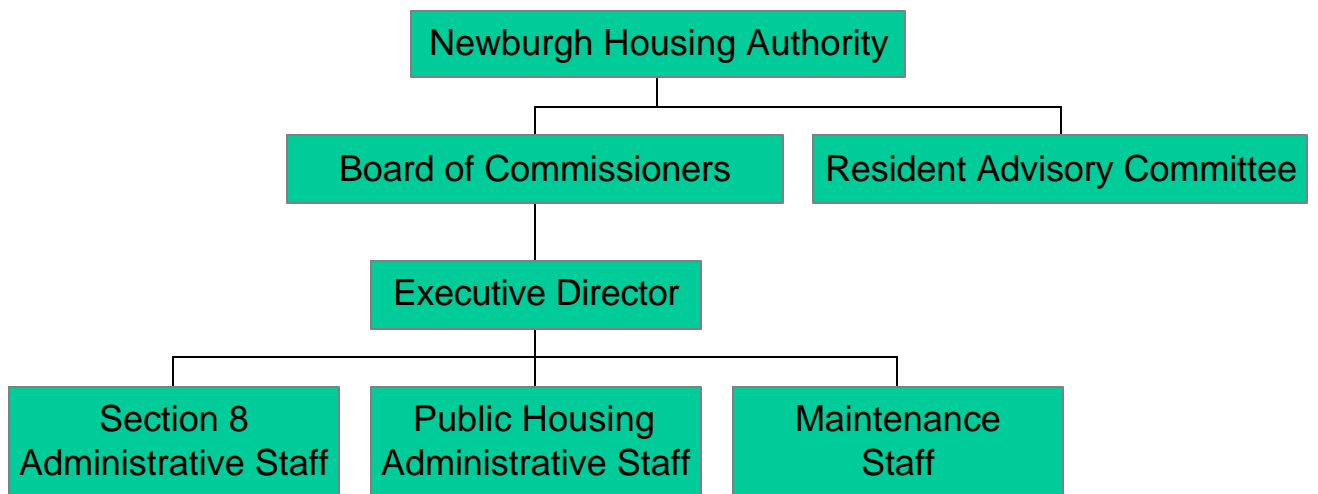 Newburgh Housing Authority
Board of Commissioners
Resident Advisory Committee
Executive Director
Section 8
Administrative Staff
Public Housing
Administrative Staff
Maintenance
Staff